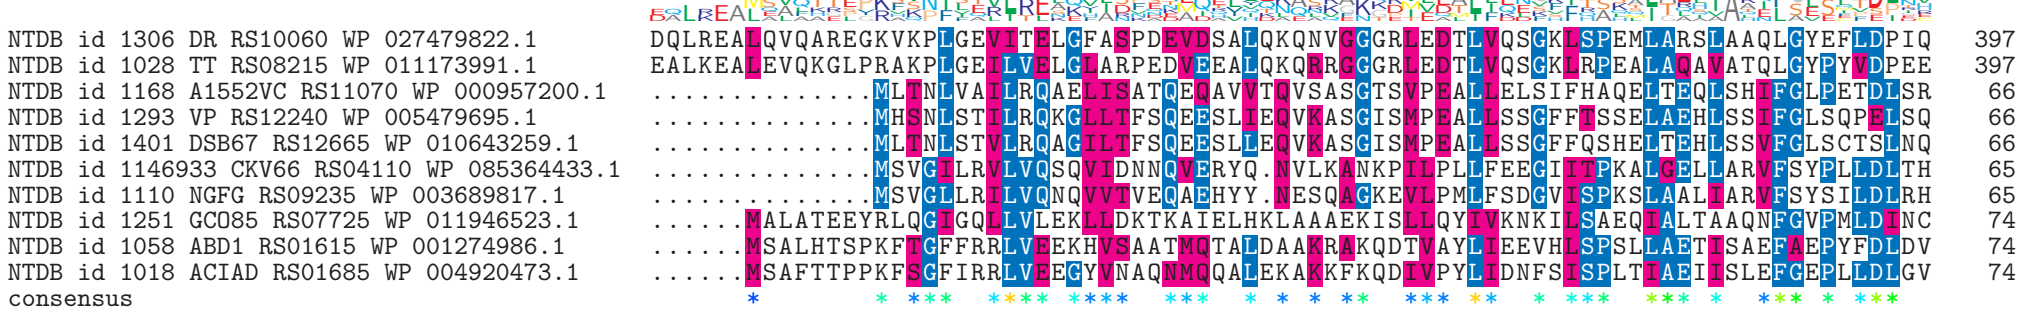 NTDB id 1306 DR RS10060 WP 027479822.1 DQLREALQVQAREGKVKPLGEVITELGFASPDEVDSALQKQNVGGGRLEDTLVQSGKLSPEMLARSLAAQLGYEFLDPIQ 397
NTDB id 1028 TT RS08215 WP 011173991.1 EALKEALEVQKGLPRAKPLGEILVELGLARPEDVEEALQKQRRGGGRLEDTLVQSGKLRPEALAQAVATQLGYPYVDPEE 397
NTDB id 1168 A1552VC RS11070 WP 000957200.1 ..............MLTNLVAILRQAELISATQEQAVVTQVSASGTSVPEALLELSIFHAQELTEQLSHIFGLPETDLSR 66
NTDB id 1293 VP RS12240 WP 005479695.1 ..............MHSNLSTILRQKGLLTFSQEESLIEQVKASGISMPEALLSSGFFTSSELAEHLSSIFGLSQPELSQ 66
NTDB id 1401 DSB67 RS12665 WP 010643259.1 ..............MLTNLSTVLRQAGILTFSQEESLLEQVKASGISMPEALLSSGFFQSHELTEHLSSVFGLSCTSLNQ 66
NTDB id 1146933 CKV66 RS04110 WP 085364433.1 ..............MSVGILRVLVQSQVIDNNQVERYQ.NVLKANKPILPLLFEEGIITPKALGELLARVFSYPLLDLTH 65
NTDB id 1110 NGFG RS09235 WP 003689817.1 ..............MSVGLLRILVQNQVVTVEQAEHYY.NESQAGKEVLPMLFSDGVISPKSLAALIARVFSYSILDLRH 65
NTDB id 1251 GCD85 RS07725 WP 011946523.1 ......MALATEEYRLQGIGQLLVLEKLLDKTKAIELHKLAAAEKISLLQYIVKNKILSAEQIALTAAQNFGVPMLDINC 74
NTDB id 1058 ABD1 RS01615 WP 001274986.1 ......MSALHTSPKFTGFFRRLVEEKHVSAATMQTALDAAKRAKQDTVAYLIEEVHLSPSLLAETISAEFAEPYFDLDV 74
NTDB id 1018 ACIAD RS01685 WP 004920473.1 ......MSAFTTPPKFSGFIRRLVEEGYVNAQNMQQALEKAKKFKQDIVPYLIDNFSISPLTIAEIISLEFGEPLLDLGV 74
consensus